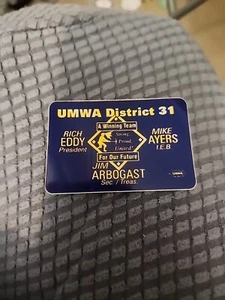 UMWA District 31
A Winning Team
RICH
EDDY
President
Strong
Proud
United!
MIKE
AYERS
I.E.B.
For Our Future
JIM
ARBOGAST
Sec./Treas.
UMWA